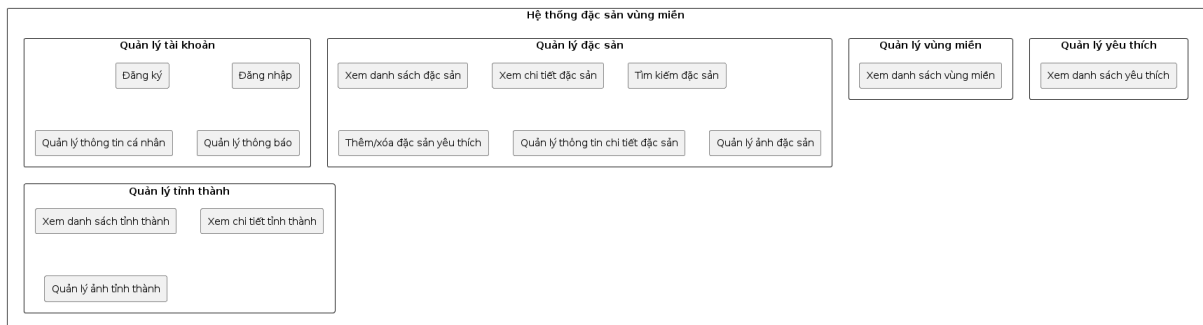 Hệ thống đặc sản vùng miền
Quản lý tài khoản
Đăng ký
Đăng nhập
Quản lý thông tin cá nhân
Quản lý thông báo
Quản lý đặc sản
Xem danh sách đặc sản
Xem chi tiết đặc sản
Tìm kiếm đặc sản
Thêm/xóa đặc sản yêu thích
Quản lý thông tin chi tiết đặc sản
Quản lý ảnh đặc sản
Quản lý vùng miền
Xem danh sách vùng miền
Quản lý yêu thích
Xem danh sách yêu thích
Quản lý tỉnh thành
Xem danh sách tỉnh thành
Xem chi tiết tỉnh thành
Quản lý ảnh tỉnh thành